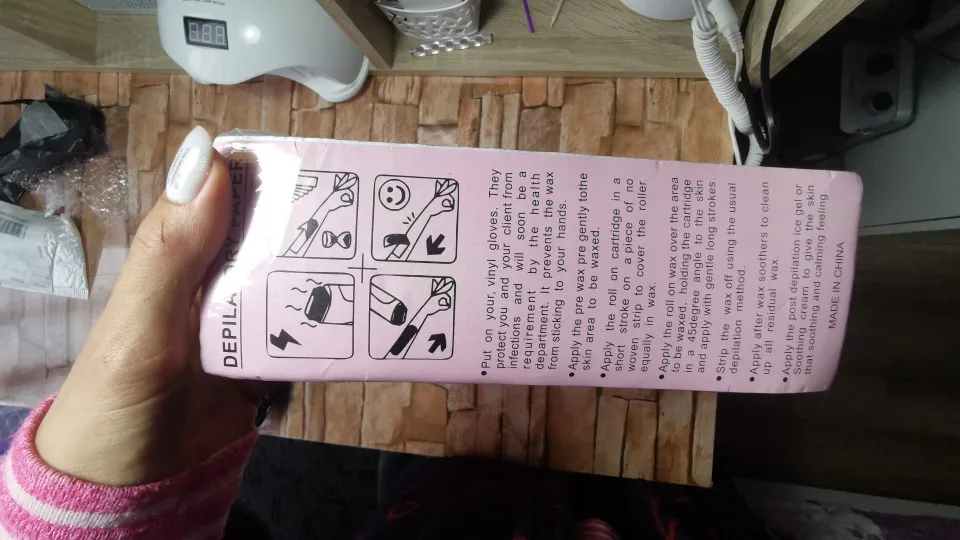 DEPILATORY PAPER
•Put on your, vinyl gloves. They
protect you and your client from
infections and will soon be a
requirement by the health
department. It prevents the wax
from sticking to your hands.
•Apply the pre wax pre gently tothe
skin area to be waxed.
•Apply the roll on cartridge in a
short stroke on a piece of no
woven strip to cover the roller
equally in wax.
•Apply the roll on wax over the area
to be waxed, holding the cartridge
in a 45degree angle to the skin
and apply with gentle long strokes.
•Strip the wax off using the usual
depilation method.
•Apply after wax soothers to clean
up all residual wax.
•Apply the post depilation ice gel or
Soothing cream to give. the skin
that soothing and calming feeling
MADE IN CHINA